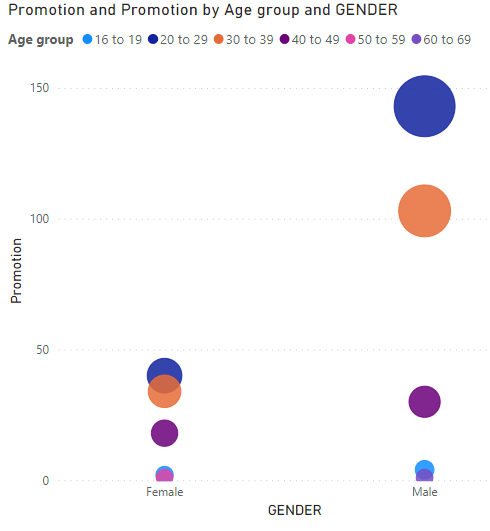 Promotion and Promotion by Age group and GENDER
Age group 16 to 19 20 to 29 30 to 39 40 to 49 50 to 59 60 to 69
150
100
50
0
Promotion
Female Male
GENDER